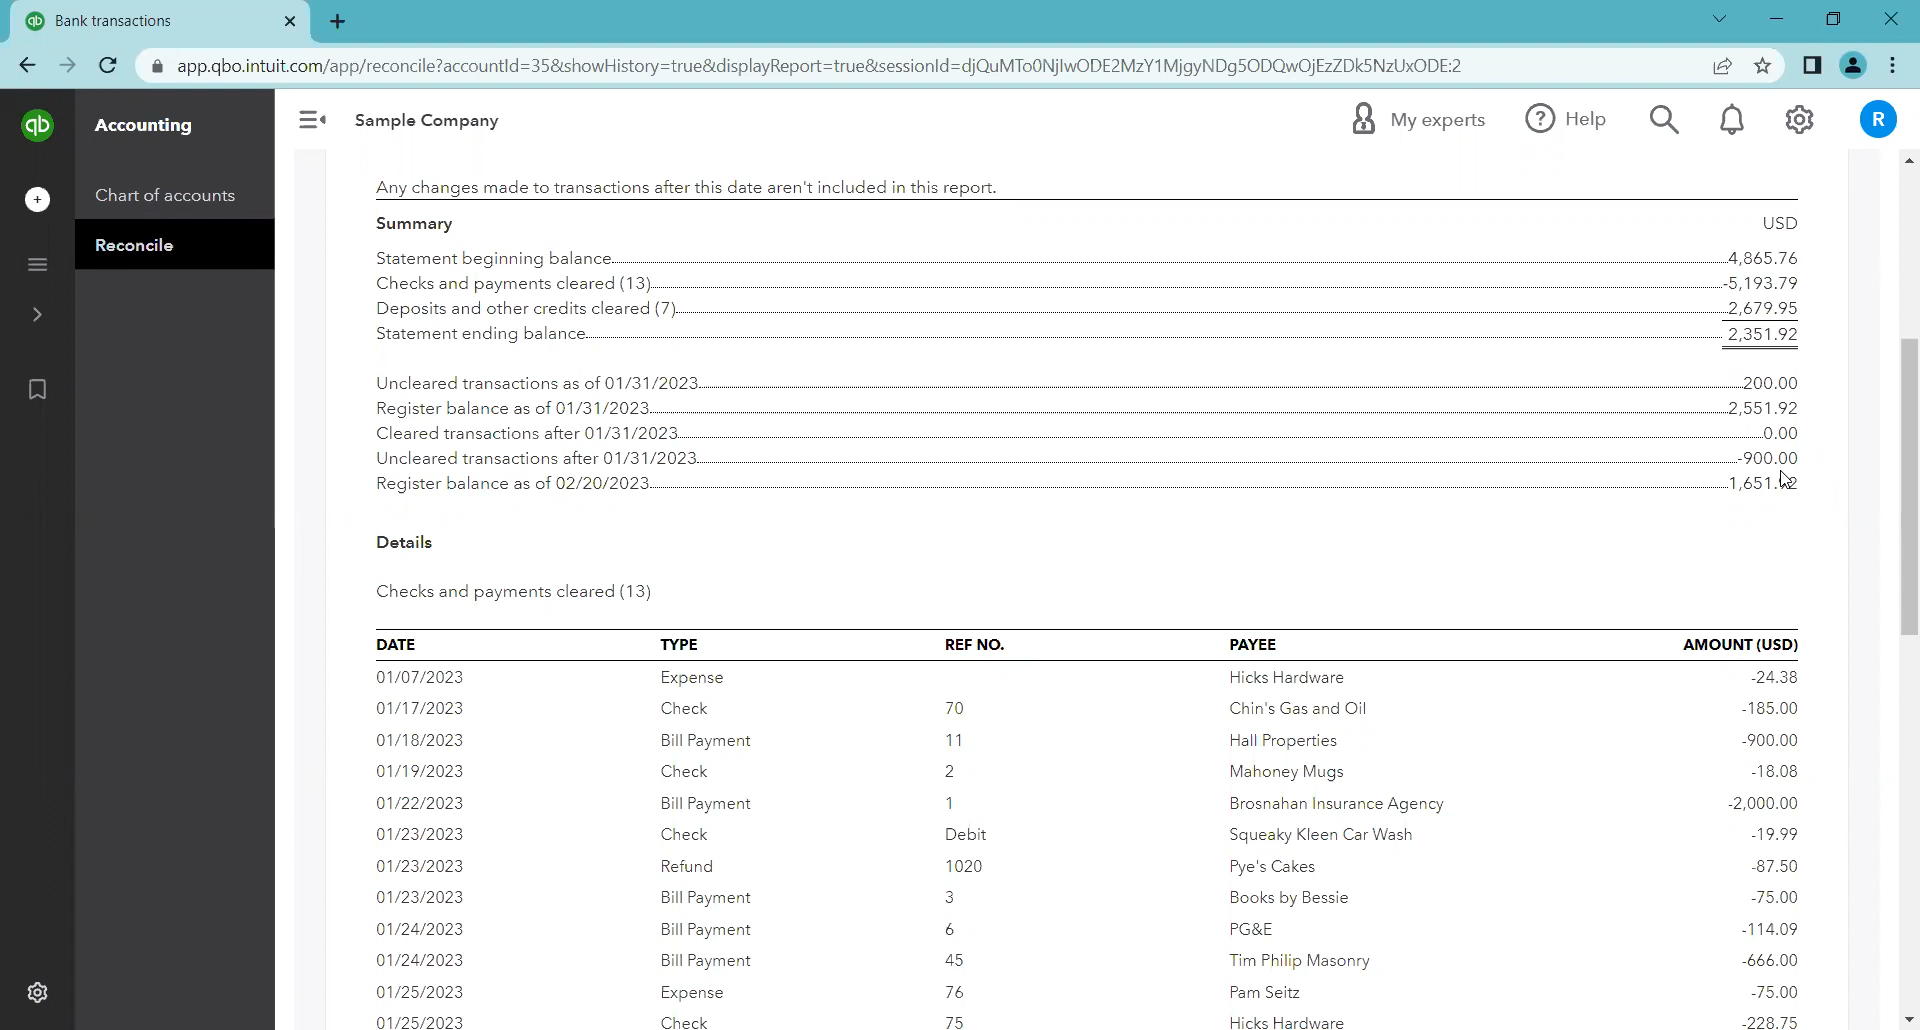 qb Bank transactions
app.qbo.intuit.com/app/reconcile?accountId=35&showHistory=true&displayReport=true&sessionId=djQuMTo0NjIwODE2MzY1MjgyNDg5ODQwOjEzZDk5NzUxODE:2
qb Accounting Sample Company My experts ? Help R
Chart of accounts
Reconcile
Any changes made to transactions after this date aren't included in this report.
Summary USD
Statement beginning balance 4,865.76
Checks and payments cleared (13) -5,193.79
Deposits and other credits cleared (7) 2,679.95
Statement ending balance 2,351.92
Uncleared transactions as of 01/31/2023 200.00
Register balance as of 01/31/2023 2,551.92
Cleared transactions after 01/31/2023 0.00
Uncleared transactions after 01/31/2023 -900.00
Register balance as of 02/20/2023
Details
Checks and payments cleared (13)
DATE TYPE REF NO. PAYEE AMOUNT (USD)
01/07/2023 Expense Hicks Hardware -24.38
01/17/2023 Check 70 Chin's Gas and Oil -185.00
01/18/2023 Bill Payment 11 Hall Properties -900.00
01/19/2023 Check 2 Mahoney Mugs -18.08
01/22/2023 Bill Payment 1 Brosnahan Insurance Agency -2,000.00
01/23/2023 Check Debit Squeaky Kleen Car Wash -19.99
01/23/2023 Refund 1020 Pye's Cakes -87.50
01/23/2023 Bill Payment 3 Books by Bessie -75.00
01/24/2023 Bill Payment 6 PG&E -114.09
01/24/2023 Bill Payment 45 Tim Philip Masonry -666.00
01/25/2023 Expense 76 Pam Seitz -75.00
01/25/2023 Check 75 Hicks Hardware -228.75